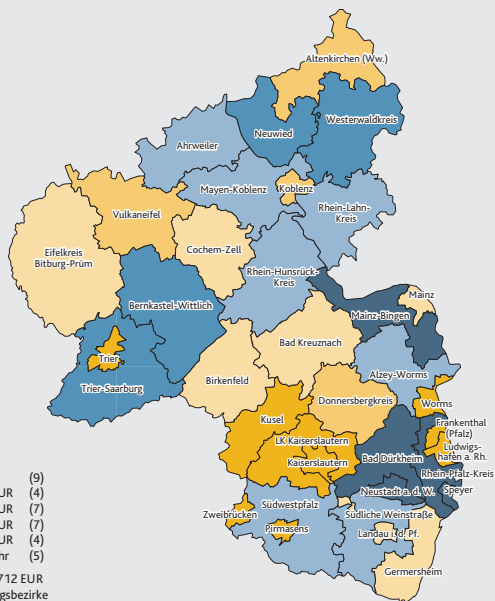 Altenkirchen (Ww.)
Neuwied
Westerwaldkreis
Ahrweiler
Mayen-Koblenz
Koblenz
Rhein-Lahn-
Kreis
Vulkaneifel
Cochem-Zell
Eifelkreis
Bitburg-Prüm
Rhein-Hunsrück-
Kreis
Bernkastel-Wittlich
Mainz
Mainz-Bingen
Bad Kreuznach
Trier
Alzey-Worms
Birkenfeld
Trier-Saarburg
Donnersbergkreis
Worms
Kusel
Frankenthal
(Pfalz)
LK Kaiserslautern
Ludwigs-
hafen a. Rh.
Kaiserslautern
Bad Dürkheim
Rhein-Pfalz-Kreis
(9)
Neustadt a. d. W.
Speyer
EUR (4)
Südwestpfalz
EUR (7)
Zweibrücken
Südliche Weinstraße
EUR (7)
Pirmasens
Landau i. d. Pf.
EUR (4)
hr (5)
Germersheim
712 EUR
gsbezirke